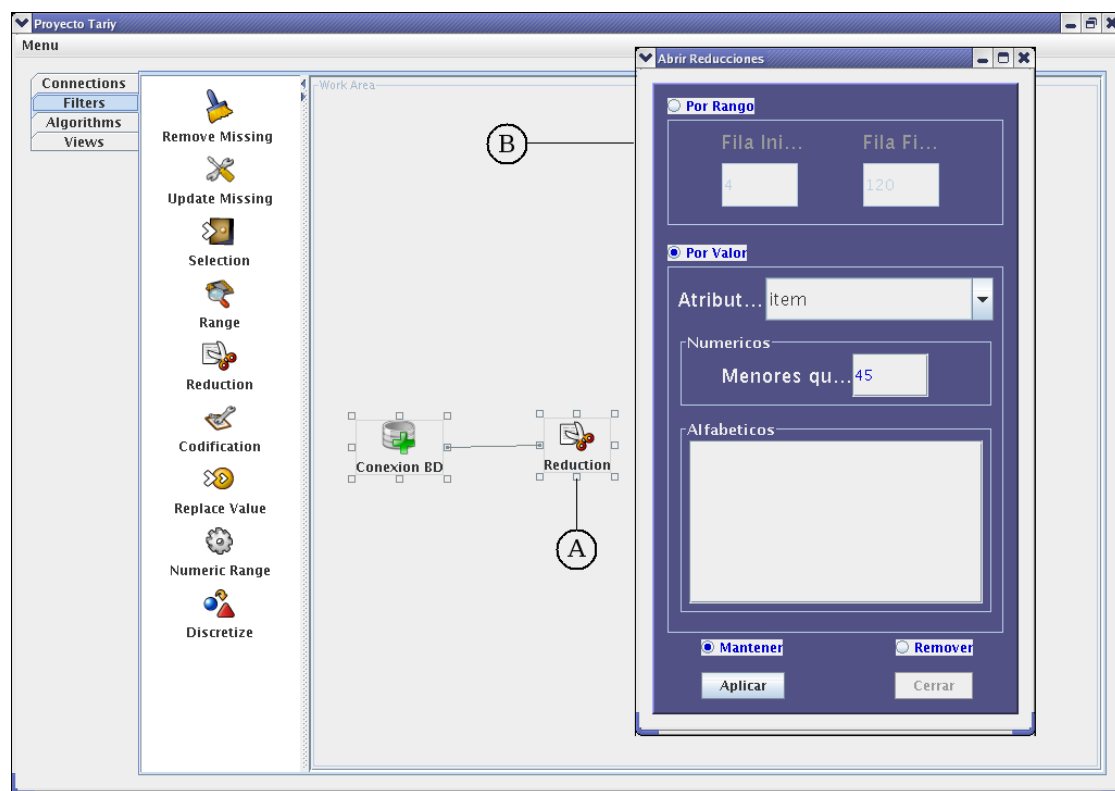 Proyecto Tariy
Menu
Connections
Filters
Algorithms
Views
Remove Missing
Update Missing
Selection
Range
Reduction
Codification
Replace Value
Numeric Range
Discretize
Work Area
B
Conexion BD
Reduction
A
Abrir Reducciones
Por Rango
Fila Ini... Fila Fi...
4 120
Por Valor
Atribut... item
Numericos
Menores qu... 45
Alfabeticos
Mantener Remover
Aplicar Cerrar